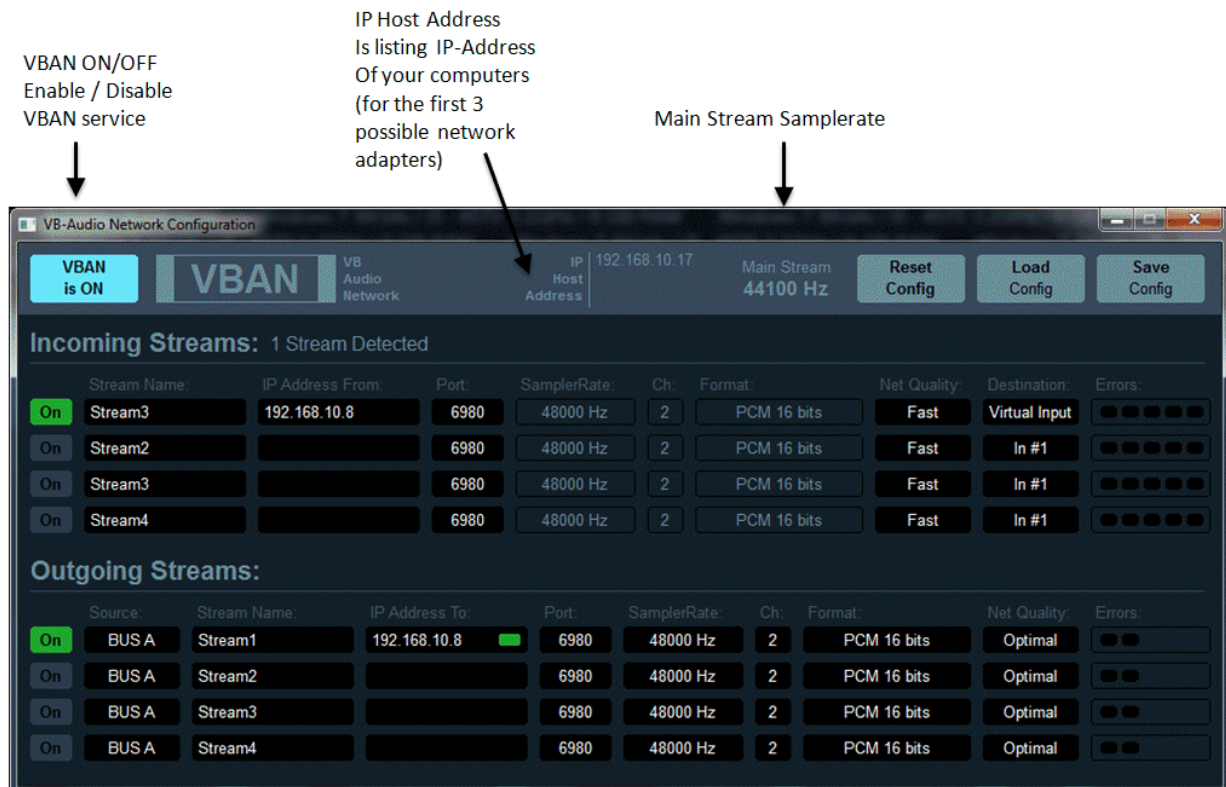 VBAN ON/OFF
Enable / Disable
VBAN service
IP Host Address
Is listing IP-Address
Of your computers
(for the first 3
possible network
adapters)
Main Stream Samplerate
VB-Audio Network Configuration
VBAN
is ON
VBAN
VB
Audio
Network
IP
Host
Address
192.168.10.17
Main Stream
44100 Hz
Reset
Config
Load
Config
Save
Config
Incoming Streams: 1 Stream Detected
Stream Name: IP Address From: Port: SamplerRate: Ch: Format: Net Quality: Destination: Errors:
On Stream3 192.168.10.8 6980 48000 Hz 2 PCM 16 bits Fast Virtual Input
On Stream2 6980 48000 Hz 2 PCM 16 bits Fast In #1
On Stream3 6980 48000 Hz 2 PCM 16 bits Fast In #1
On Stream4 6980 48000 Hz 2 PCM 16 bits Fast In #1
Outgoing Streams:
Source: Stream Name: IP Address To: Port: SamplerRate: Ch: Format: Net Quality: Errors:
On BUS A Stream1 192.168.10.8 6980 48000 Hz 2 PCM 16 bits Optimal
On BUS A Stream2 6980 48000 Hz 2 PCM 16 bits Optimal
On BUS A Stream3 6980 48000 Hz 2 PCM 16 bits Optimal
On BUS A Stream4 6980 48000 Hz 2 PCM 16 bits Optimal